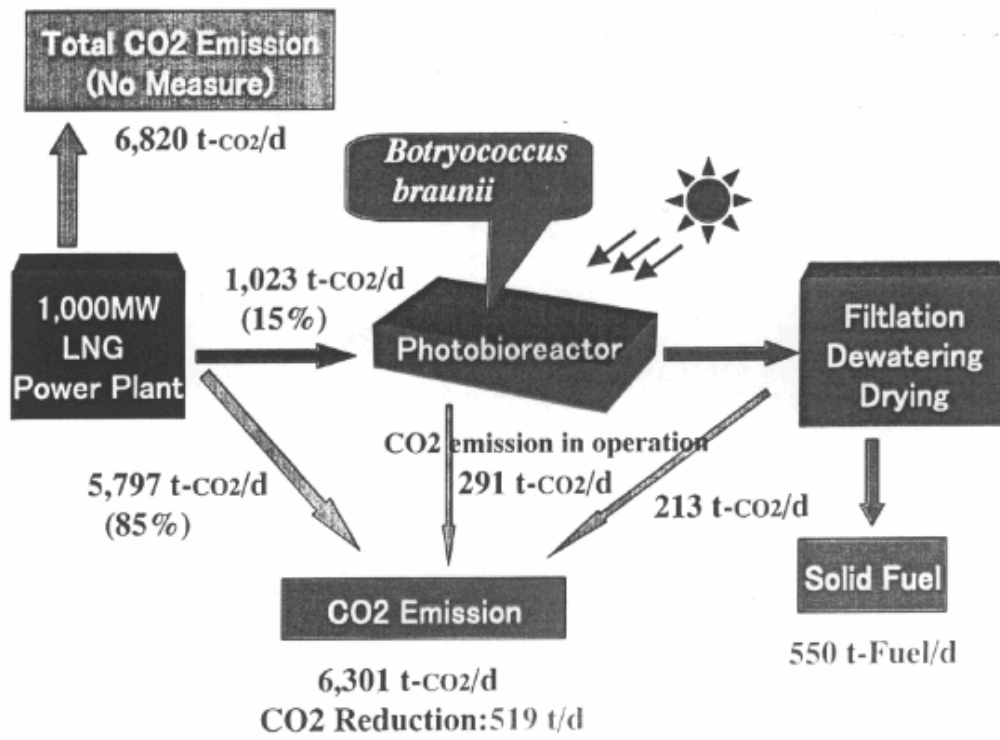 Total CO2 Emission
(No Measure)
6,820 t-CO2/d
Botryococcus
braunii
1,000MW
LNG
Power Plant
1,023 t-CO2/d
(15%)
Photobioreactor
Filtlation
Dewatering
Drying
CO2 emission in operation
5,797 t-CO2/d
(85%)
291 t-CO2/d
213 t-CO2/d
CO2 Emission
Solid Fuel
6,301 t-CO2/d
CO2 Reduction:519 t/d
550 t-Fuel/d